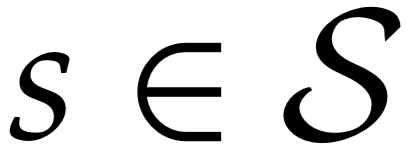 s ∈ 𝒮